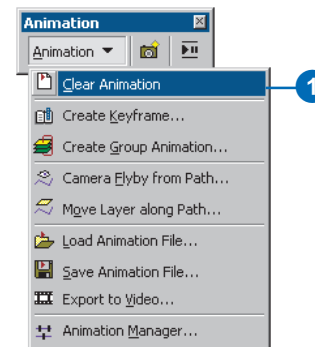 Animation
Animation
Clear Animation
1
Create Keyframe...
Create Group Animation...
Camera Flyby from Path...
Move Layer along Path...
Load Animation File...
Save Animation File...
Export to Video...
Animation Manager...